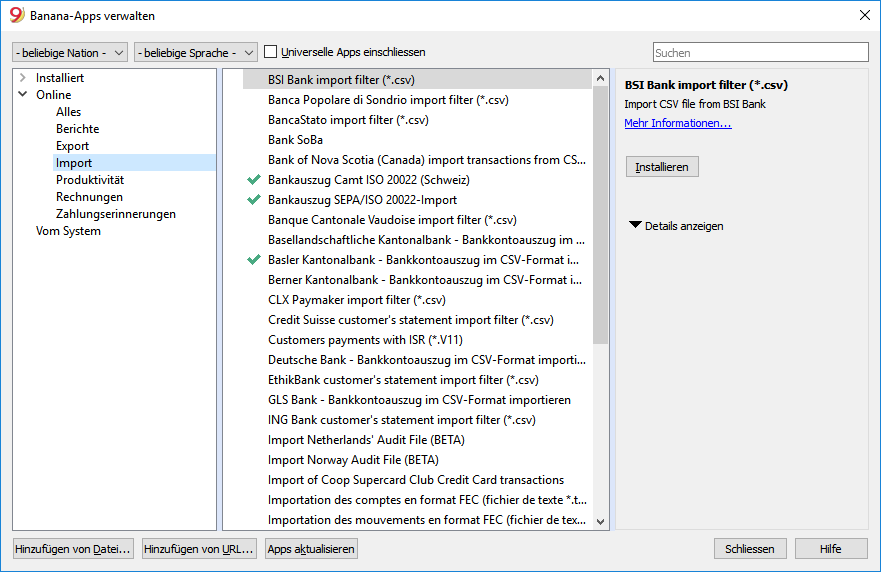 9 Banana-Apps verwalten
- beliebige Nation - - beliebige Sprache - Universelle Apps einschliessen Suchen
Installiert
Online
Alles
Berichte
Export
Import
Produktivität
Rechnungen
Zahlungserinnerungen
Vom System
BSI Bank import filter (*.csv)
Banca Popolare di Sondrio import filter (*.csv)
BancaStato import filter (*.csv)
Bank SoBa
Bank of Nova Scotia (Canada) import transactions from CS...
Bankauszug Camt ISO 20022 (Schweiz)
Bankauszug SEPA/ISO 20022-Import
Banque Cantonale Vaudoise import filter (*.csv)
Basellandschaftliche Kantonalbank - Bankkontoauszug im ...
Basler Kantonalbank - Bankkontoauszug im CSV-Format i...
Berner Kantonalbank - Bankkontoauszug im CSV-Format i...
CLX Paymaker import filter (*.csv)
Credit Suisse customer's statement import filter (*.csv)
Customers payments with ISR (*.V11)
Deutsche Bank - Bankkontoauszug im CSV-Format importi...
EthikBank customer's statement import filter (*.csv)
GLS Bank - Bankkontoauszug im CSV-Format importieren
ING Bank customer's statement import filter (*.csv)
Import Netherlands' Audit File (BETA)
Import Norway Audit File (BETA)
Import of Coop Supercard Club Credit Card transactions
Importation des comptes en format FEC (fichier de texte *.t...
Importation des mouvements en format FEC (fichier de tex...
BSI Bank import filter (*.csv)
Import CSV file from BSI Bank
Mehr Informationen...
Installieren
Details anzeigen
Hinzufügen von Datei... Hinzufügen von URL... Apps aktualisieren Schliessen Hilfe